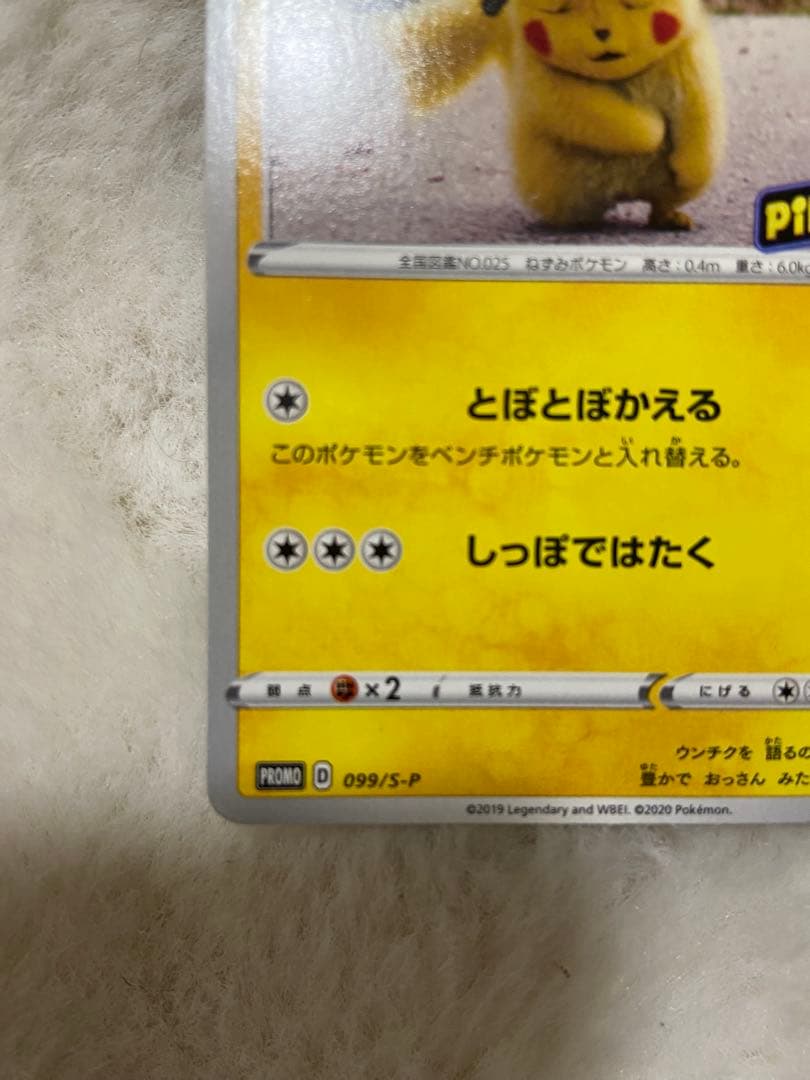 Pi
全国図鑑NO.025 ねずみポケモン 高さ:0.4m 重さ:6.0kg
とぼとぼかえる
このポケモンをベンチポケモンと入れ替える。
しっぽではたく
弱点 ×2 抵抗力 にげる
ウンチクを 語るの
豊かで おっさん みた
PROMO D 099/S-P
©2019 Legendary and WBEI. ©2020 Pokémon.